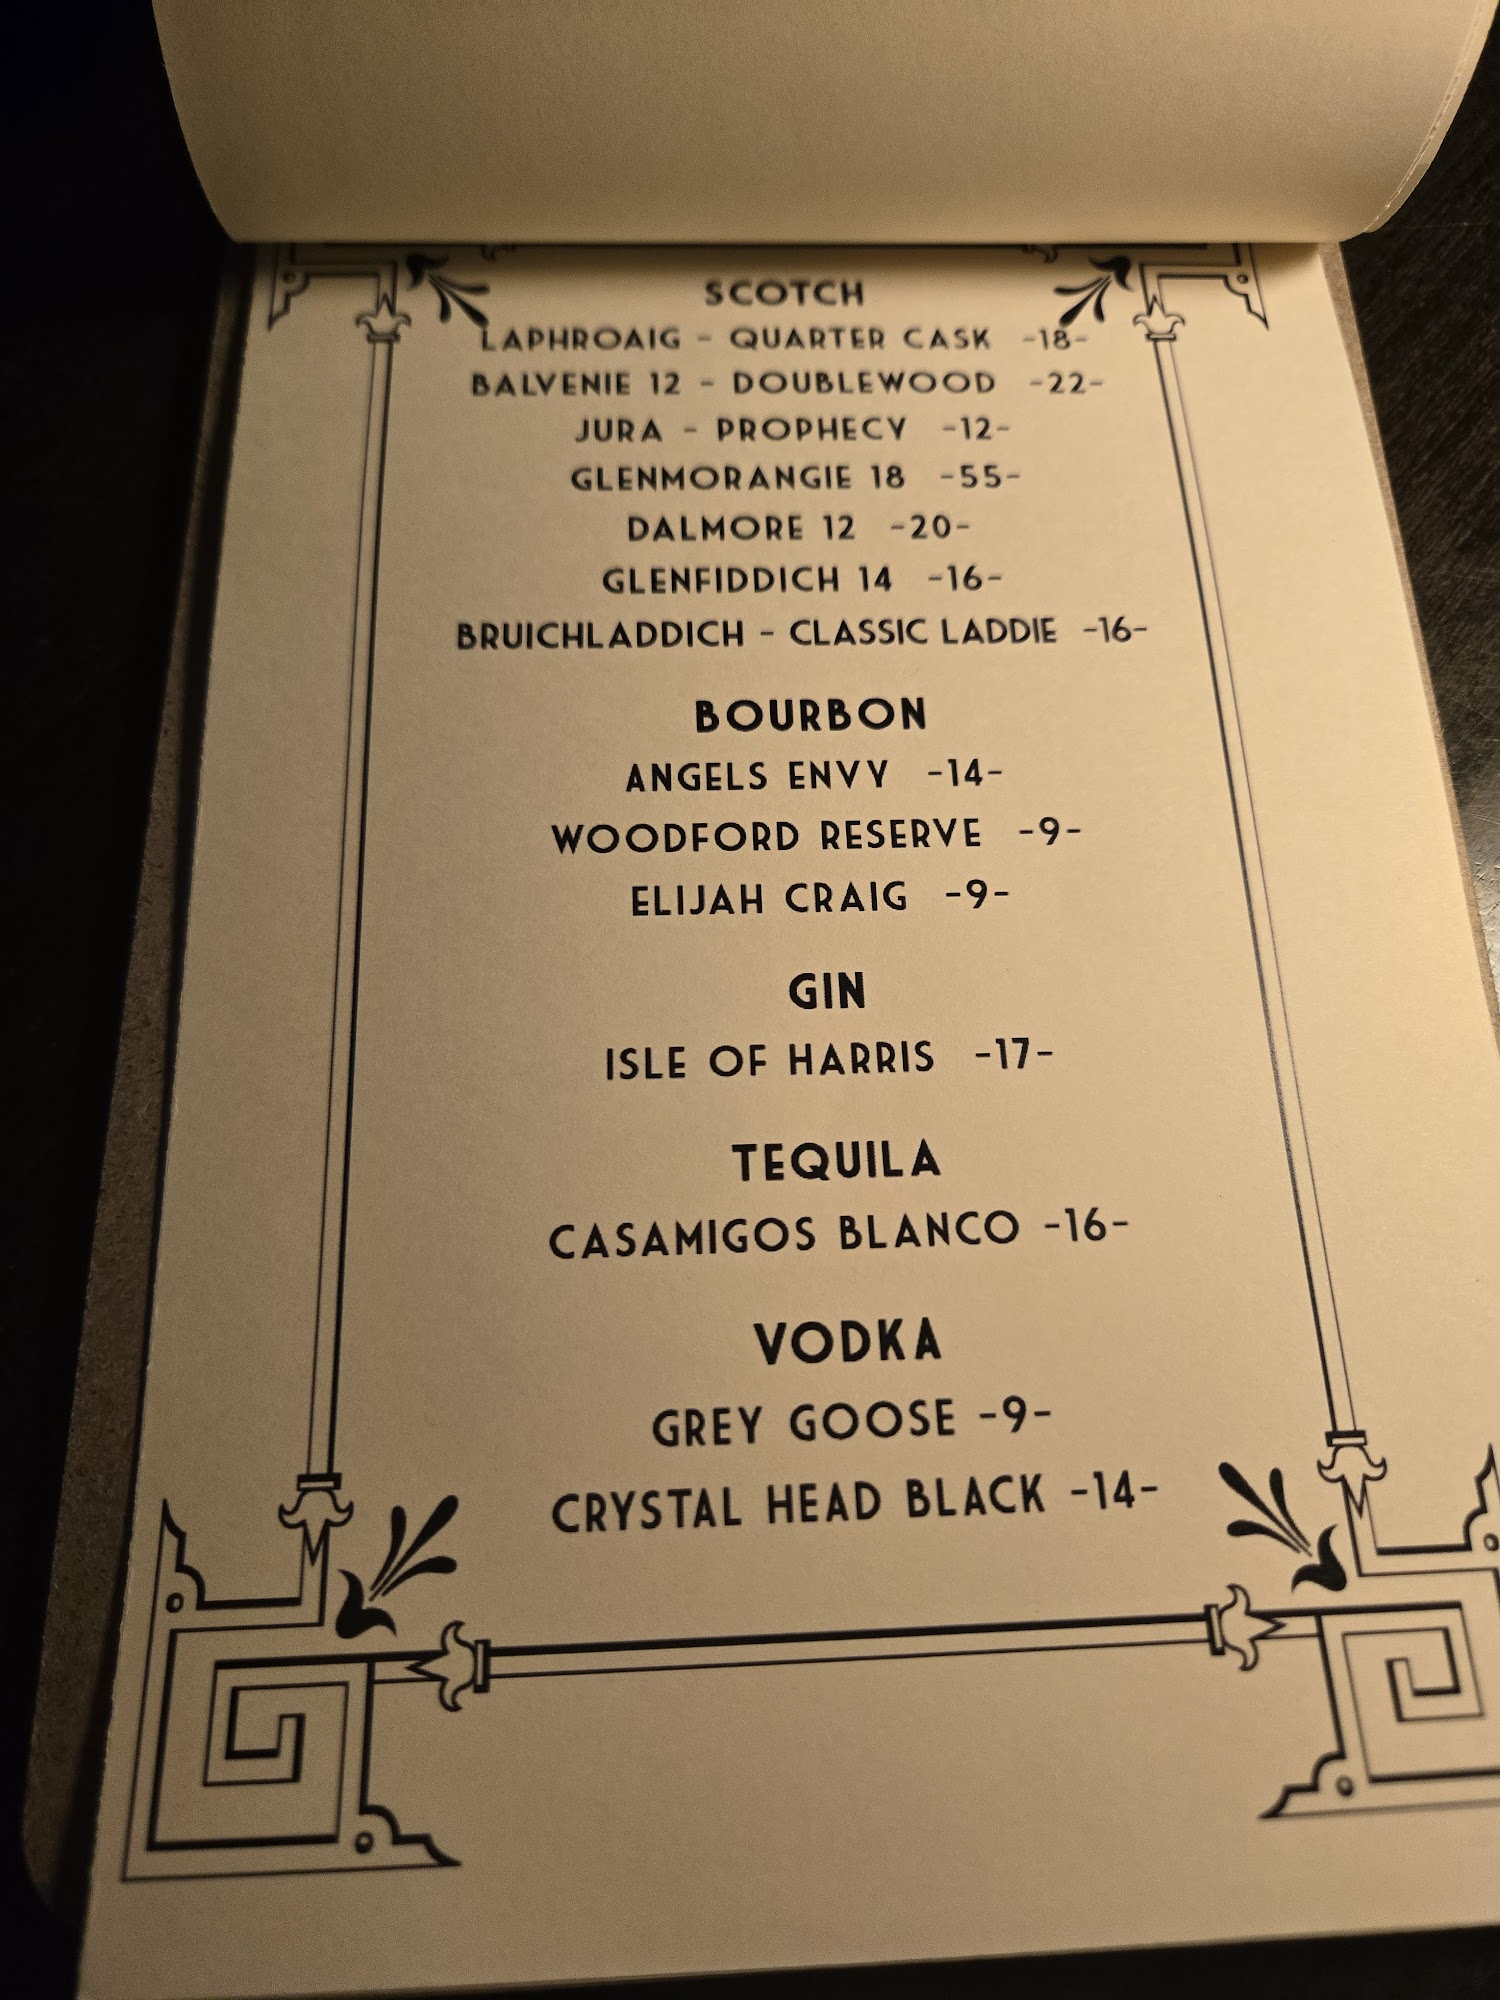 SCOTCH
LAPHROAIG - QUARTER CASK -18-
BALVENIE 12 - DOUBLEWOOD -22-
JURA - PROPHECY -12-
GLENMORANGIE 18 -55-
DALMORE 12 -20-
GLENFIDDICH 14 -16-
BRUICHLADDICH - CLASSIC LADDIE -16-
BOURBON
ANGELS ENVY -14-
WOODFORD RESERVE -9-
ELIJAH CRAIG -9-
GIN
ISLE OF HARRIS -17-
TEQUILA
CASAMIGOS BLANCO -16-
VODKA
GREY GOOSE -9-
CRYSTAL HEAD BLACK -14-